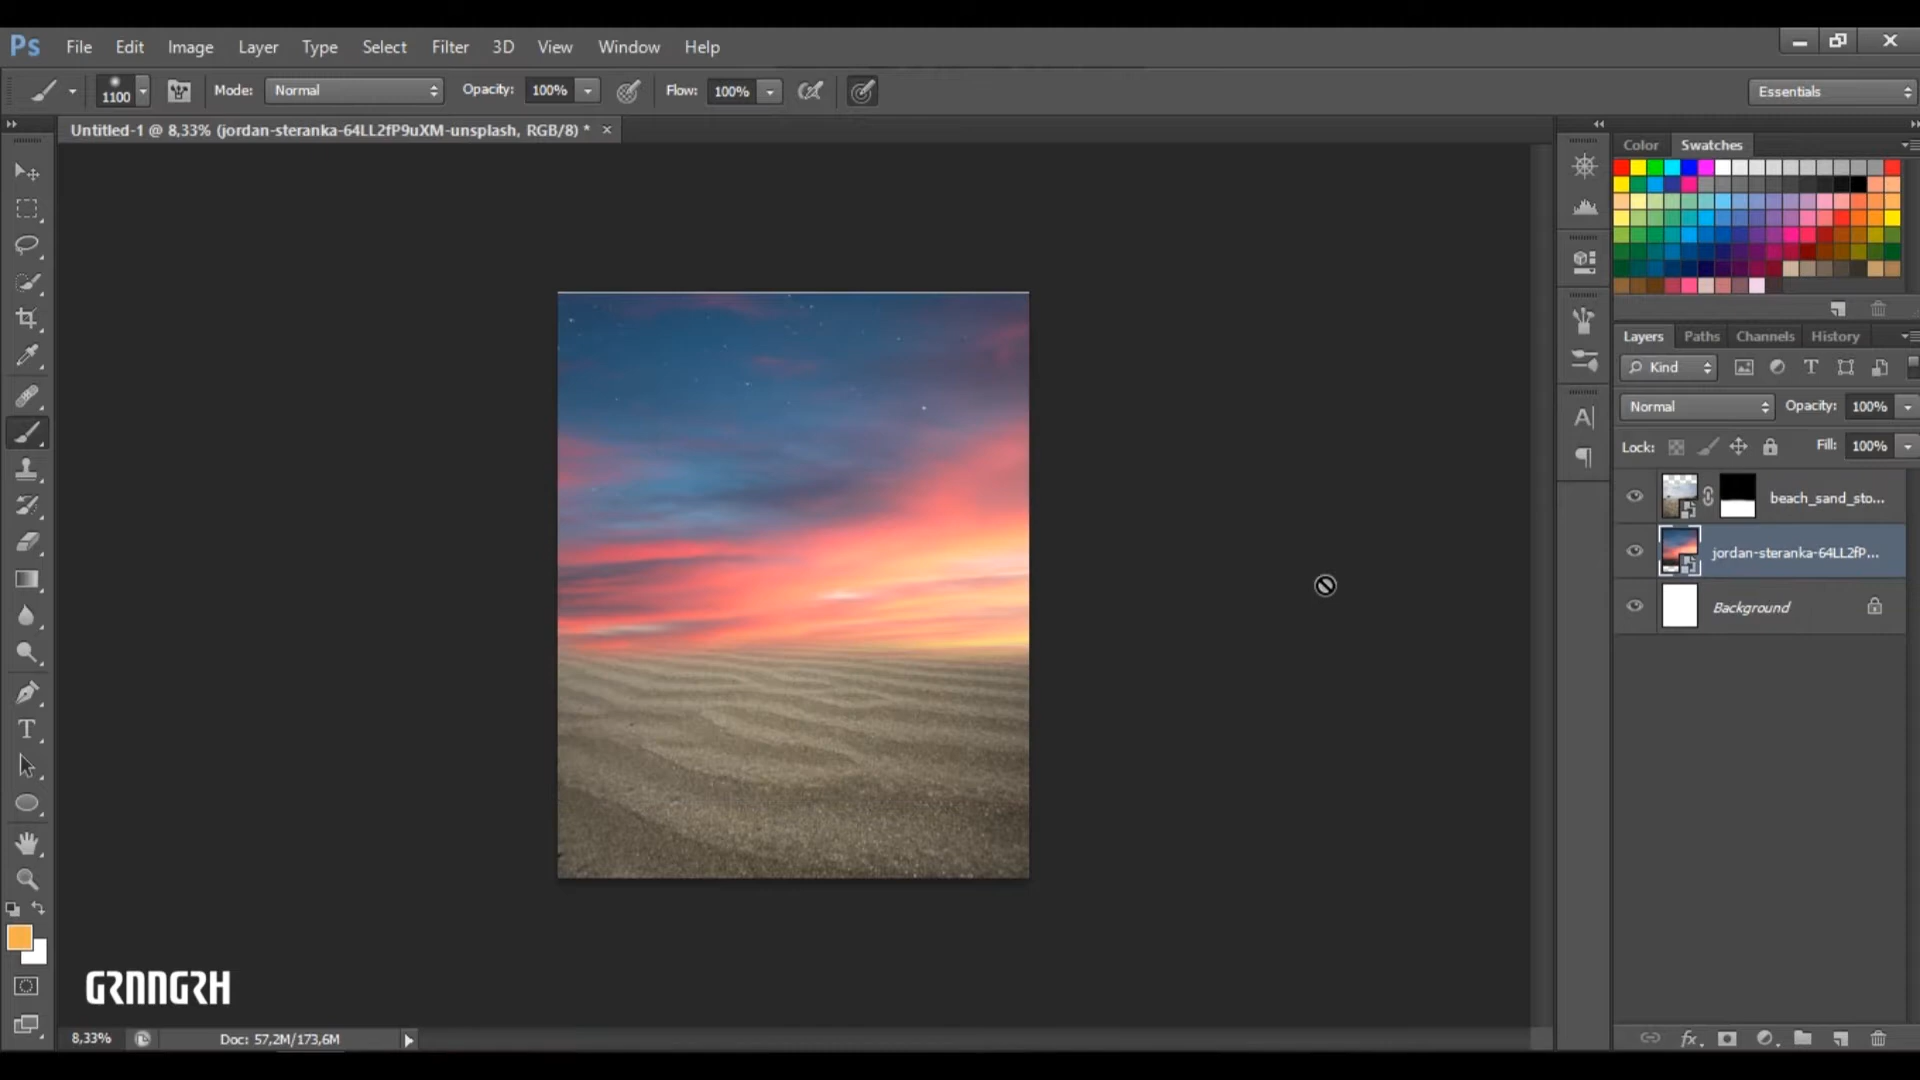 Ps File Edit Image Layer Type Select Filter 3D View Window Help
1100 Mode: Normal Opacity: 100% Flow: 100% Essentials
Untitled-1 @ 8,33% (jordan-steranka-64LL2fP9uXM-unsplash, RGB/8) *
Color Swatches
Layers Paths Channels History
Kind
Normal Opacity: 100%
Lock: Fill: 100%
beach_sand_sto...
jordan-steranka-64LL2fP...
Background
GRNNGRH
8,33% Doc: 57,2M/173,6M